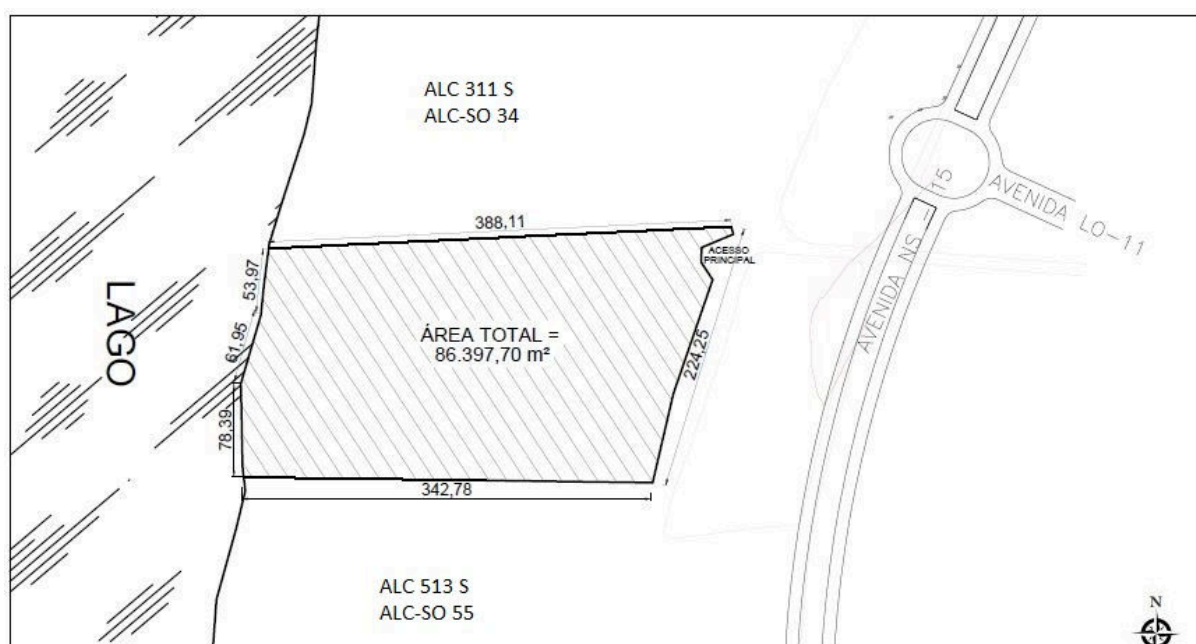 ALC 311 S
ALC-SO 34
15
AVENIDA LO-11
388,11
ACESSO
PRINCIPAL
53,97
LAGO
ÁREA TOTAL =
86.397,70 m²
61,95
224,25
AVENIDA NS -
78,39
342,78
ALC 513 S
ALC-SO 55
N